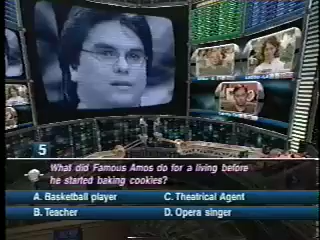 5
What did Famous Amos do for a living before
he started baking cookies?
A. Basketball player
C. Theatrical Agent
B. Teacher
D. Opera singer